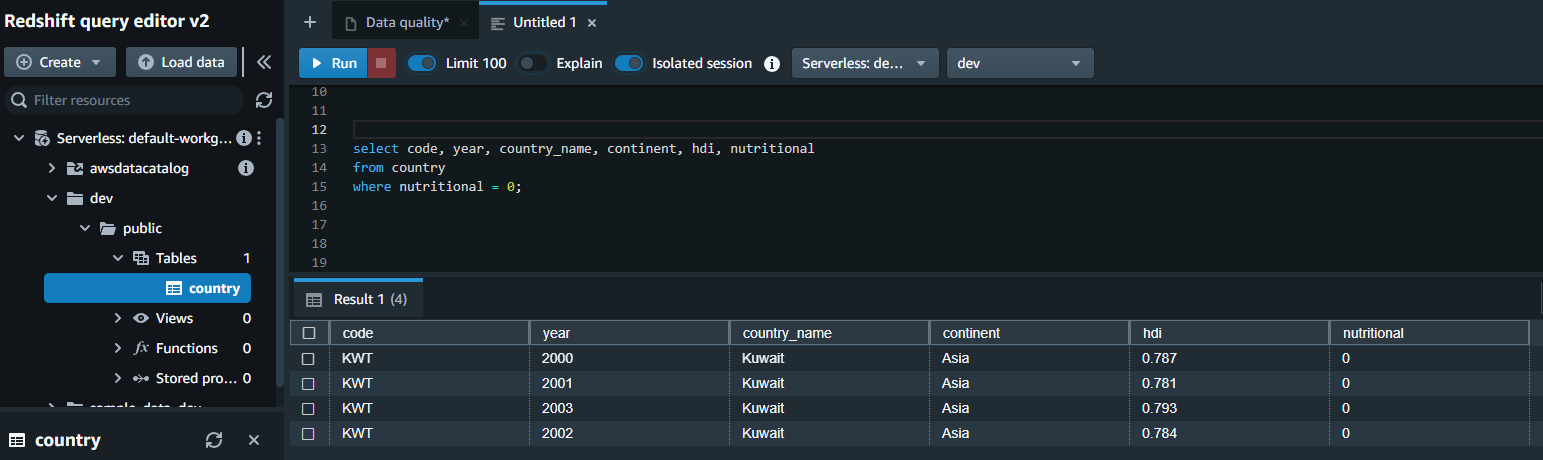 Redshift query editor v2
Create
Load data
Filter resources
Serverless: default-workg...
awsdatacatalog
dev
public
Tables 1
country
Views 0
fx Functions 0
Stored pro... 0
sample_data_dev
country
Data quality*
Untitled 1
Run
Limit 100
Explain
Isolated session
Serverless: de...
dev
10
11
12
13 select code, year, country_name, continent, hdi, nutritional
14 from country
15 where nutritional = 0;
16
17
18
19
Result 1 (4)
code year country_name continent hdi nutritional
KWT 2000 Kuwait Asia 0.787 0
KWT 2001 Kuwait Asia 0.781 0
KWT 2003 Kuwait Asia 0.793 0
KWT 2002 Kuwait Asia 0.784 0